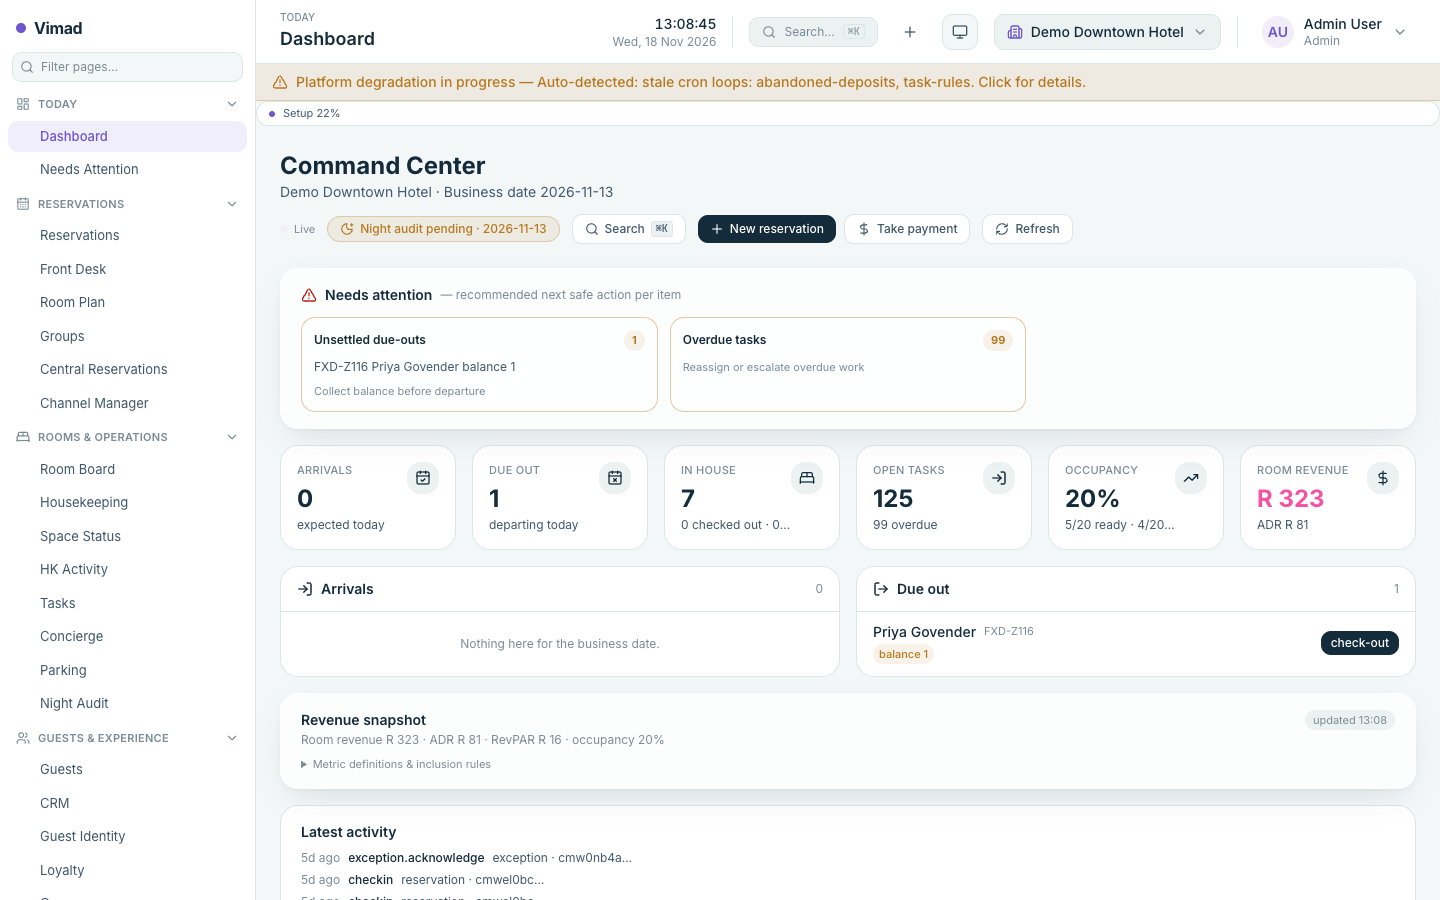 Vimad
Filter pages...
TODAY
Dashboard
Needs Attention
RESERVATIONS
Reservations
Front Desk
Room Plan
Groups
Central Reservations
Channel Manager
ROOMS & OPERATIONS
Room Board
Housekeeping
Space Status
HK Activity
Tasks
Concierge
Parking
Night Audit
GUESTS & EXPERIENCE
Guests
CRM
Guest Identity
Loyalty
TODAY
Dashboard
13:08:45
Wed, 18 Nov 2026
Search... ⌘K
Demo Downtown Hotel
AU
Admin User
Admin
Platform degradation in progress — Auto-detected: stale cron loops: abandoned-deposits, task-rules. Click for details.
Setup 22%
Command Center
Demo Downtown Hotel · Business date 2026-11-13
Live
Night audit pending · 2026-11-13
Search ⌘K
New reservation
Take payment
Refresh
Needs attention — recommended next safe action per item
Unsettled due-outs 1
FXD-Z116 Priya Govender balance 1
Collect balance before departure
Overdue tasks 99
Reassign or escalate overdue work
ARRIVALS
0
expected today
DUE OUT
1
departing today
IN HOUSE
7
0 checked out · 0...
OPEN TASKS
125
99 overdue
OCCUPANCY
20%
5/20 ready · 4/20...
ROOM REVENUE
R 323
ADR R 81
Arrivals 0
Nothing here for the business date.
Due out 1
Priya Govender FXD-Z116
balance 1
check-out
Revenue snapshot
updated 13:08
Room revenue R 323 · ADR R 81 · RevPAR R 16 · occupancy 20%
Metric definitions & inclusion rules
Latest activity
5d ago exception.acknowledge exception · cmw0nb4a...
5d ago checkin reservation · cmwel0bc...